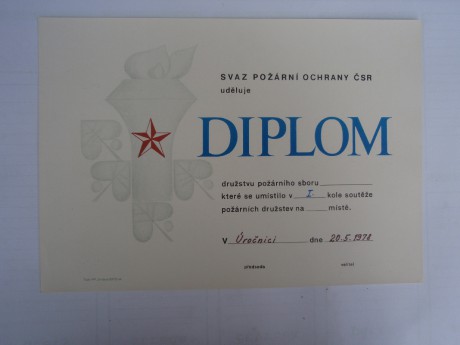 SVAZ POŽÁRNÍ OCHRANY ČSR
uděluje
DIPLOM
družstvu požárního sboru
které se umístilo v I. kole soutěže
požárních družstev na místě.
V Úročnici dne 20.5.1978
předseda